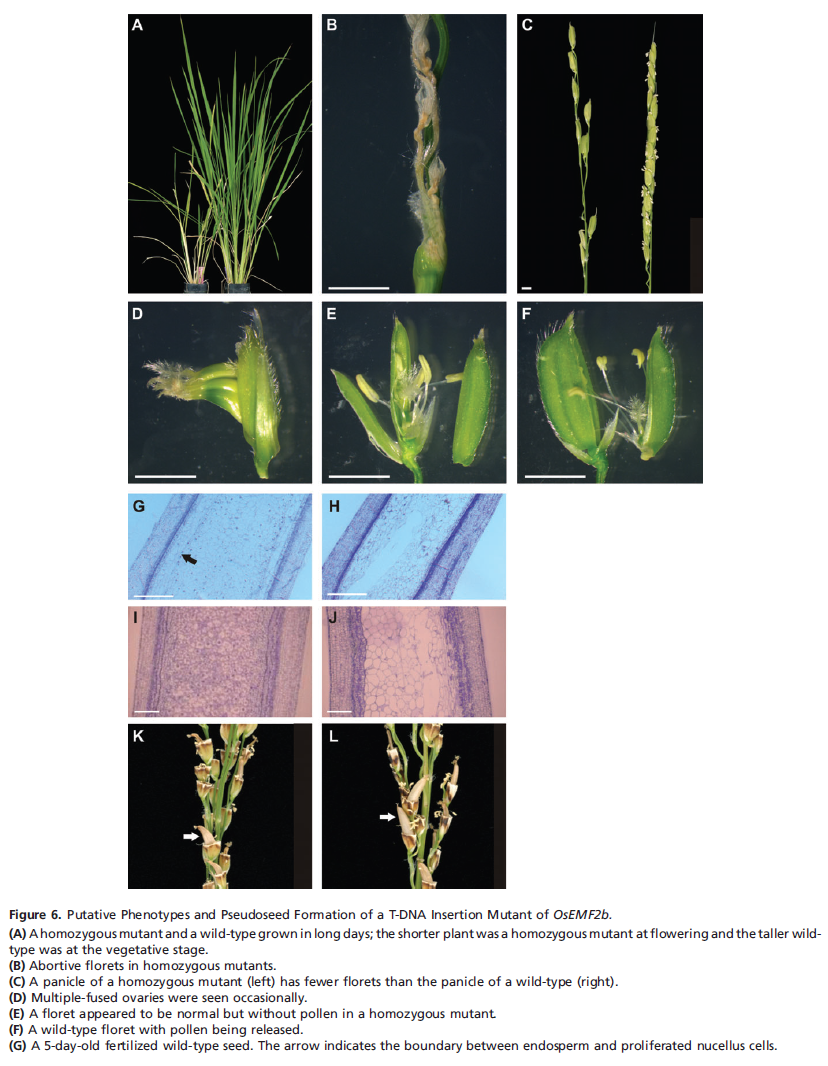 A
B
C
D
E
F
G
H
I
J
K
L
Figure 6. Putative Phenotypes and Pseudoseed Formation of a T-DNA Insertion Mutant of OsEMF2b.
(A) A homozygous mutant and a wild-type grown in long days; the shorter plant was a homozygous mutant at flowering and the taller wild-
type was at the vegetative stage.
(B) Abortive florets in homozygous mutants.
(C) A panicle of a homozygous mutant (left) has fewer florets than the panicle of a wild-type (right).
(D) Multiple-fused ovaries were seen occasionally.
(E) A floret appeared to be normal but without pollen in a homozygous mutant.
(F) A wild-type floret with pollen being released.
(G) A 5-day-old fertilized wild-type seed. The arrow indicates the boundary between endosperm and proliferated nucellus cells.